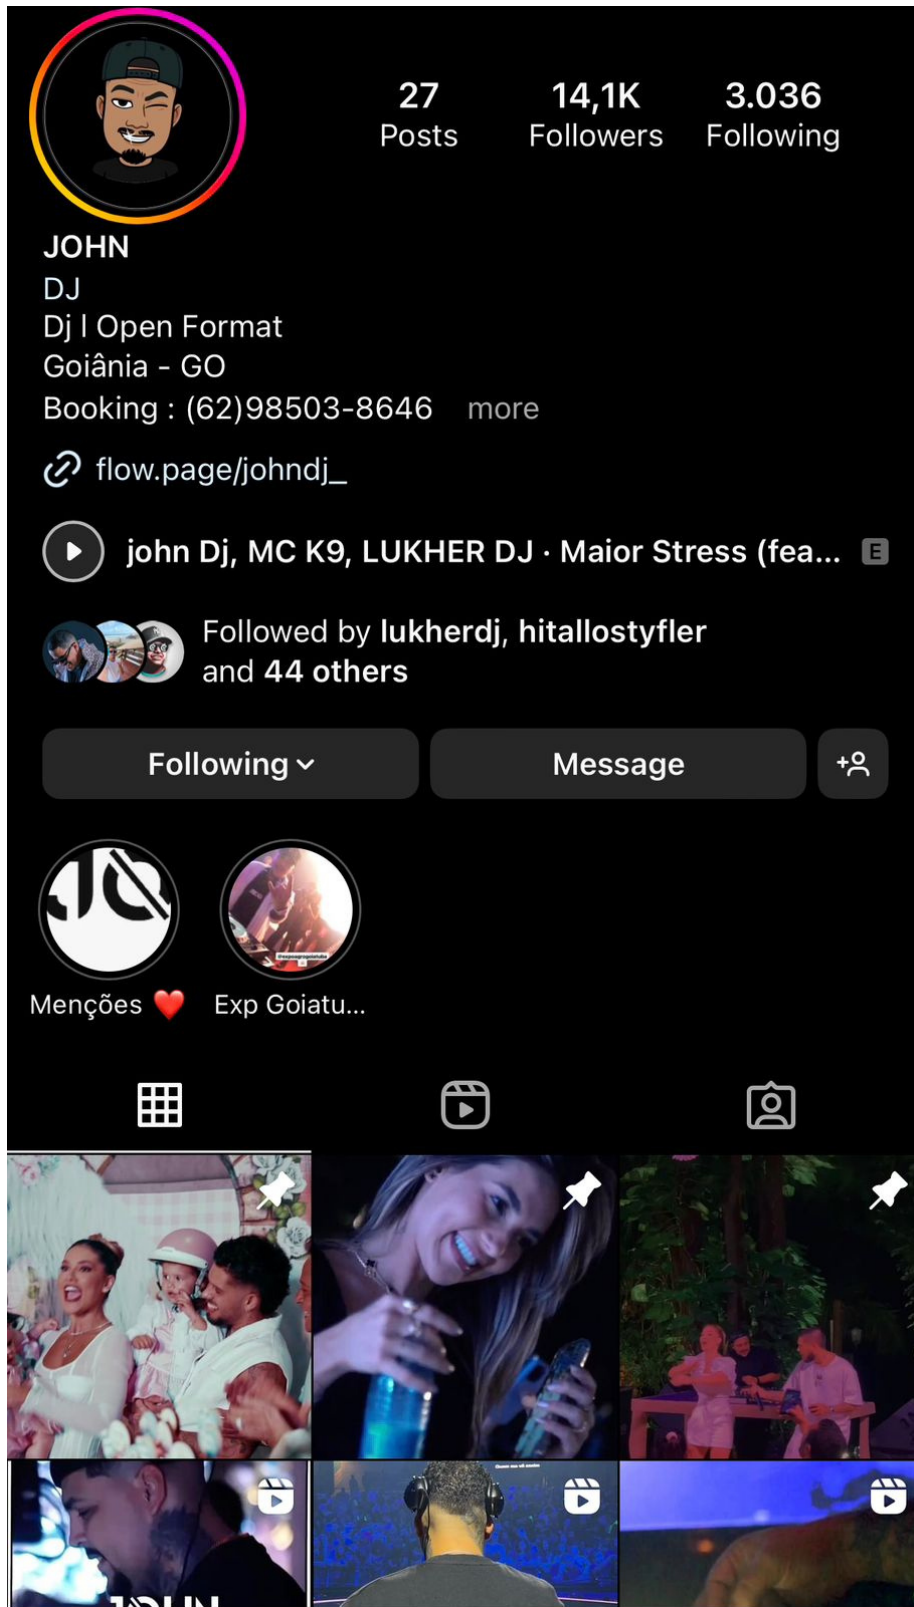 27 14,1K 3.036
Posts Followers Following
JOHN
DJ
Dj l Open Format
Goiânia - GO
Booking : (62)98503-8646 more
flow.page/johndj_
john Dj, MC K9, LUKHER DJ · Maior Stress (fea... E
Followed by lukherdj, hitallostyfler
and 44 others
Following Message
JO
Menções ❤️ Exp Goiatu...
JOHN